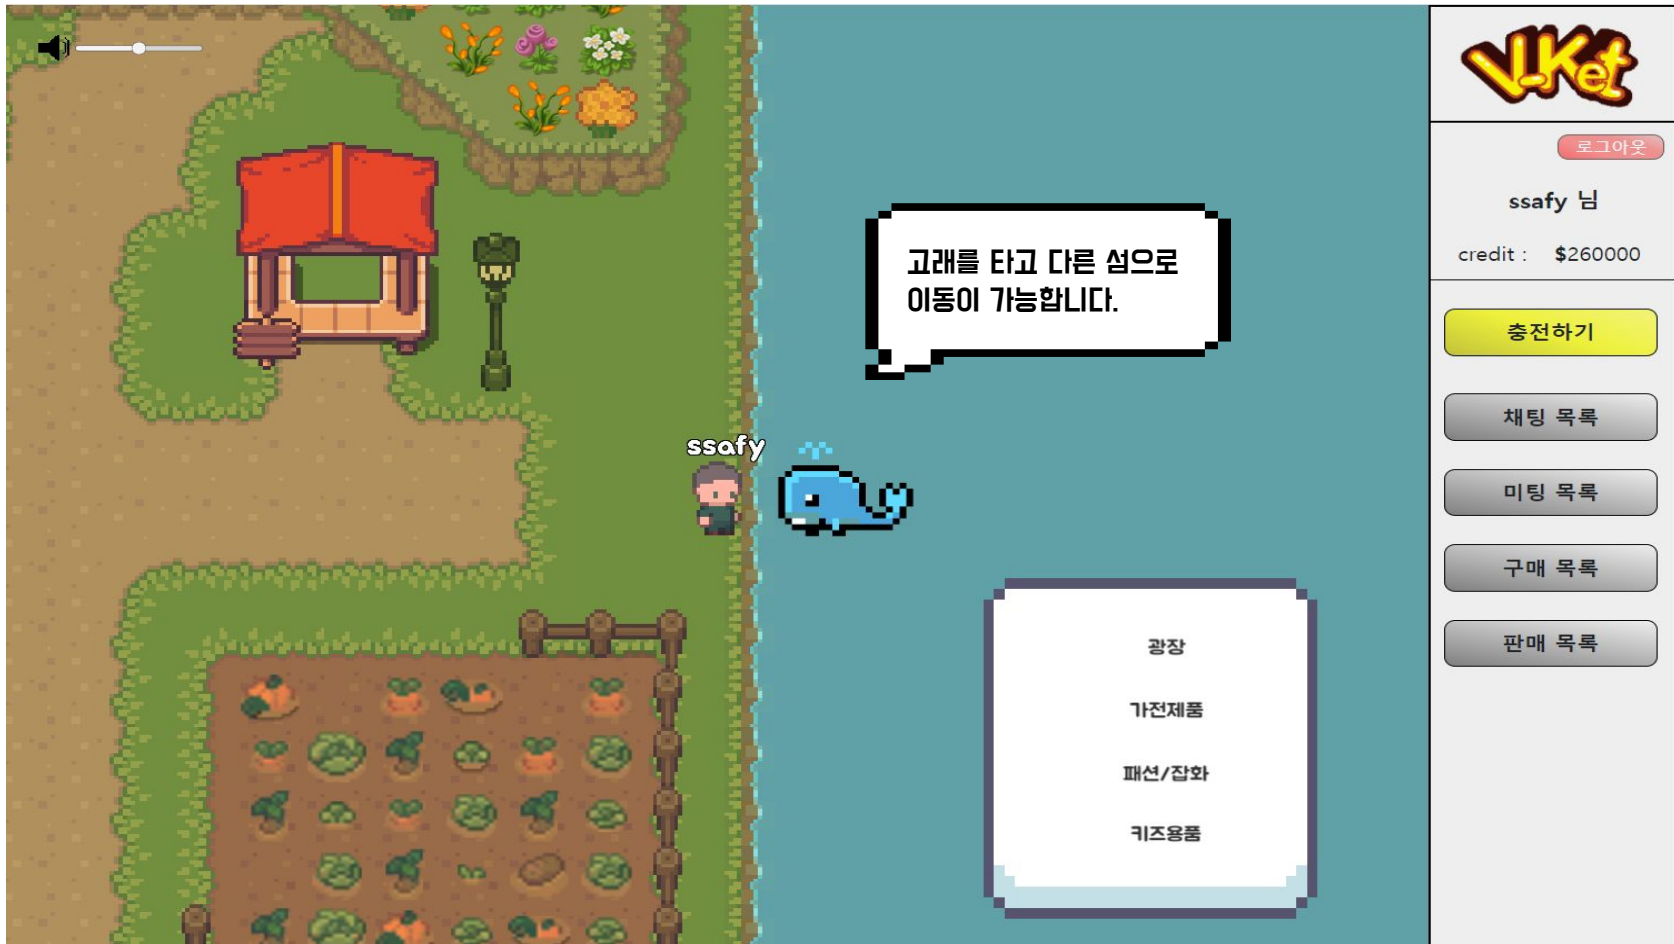 V-Ket
로그아웃
ssafy 님
credit : $260000
충전하기
채팅 목록
미팅 목록
구매 목록
판매 목록
고래를 타고 다른 섬으로
이동이 가능합니다.
ssafy
광장
가전제품
패션/잡화
키즈용품